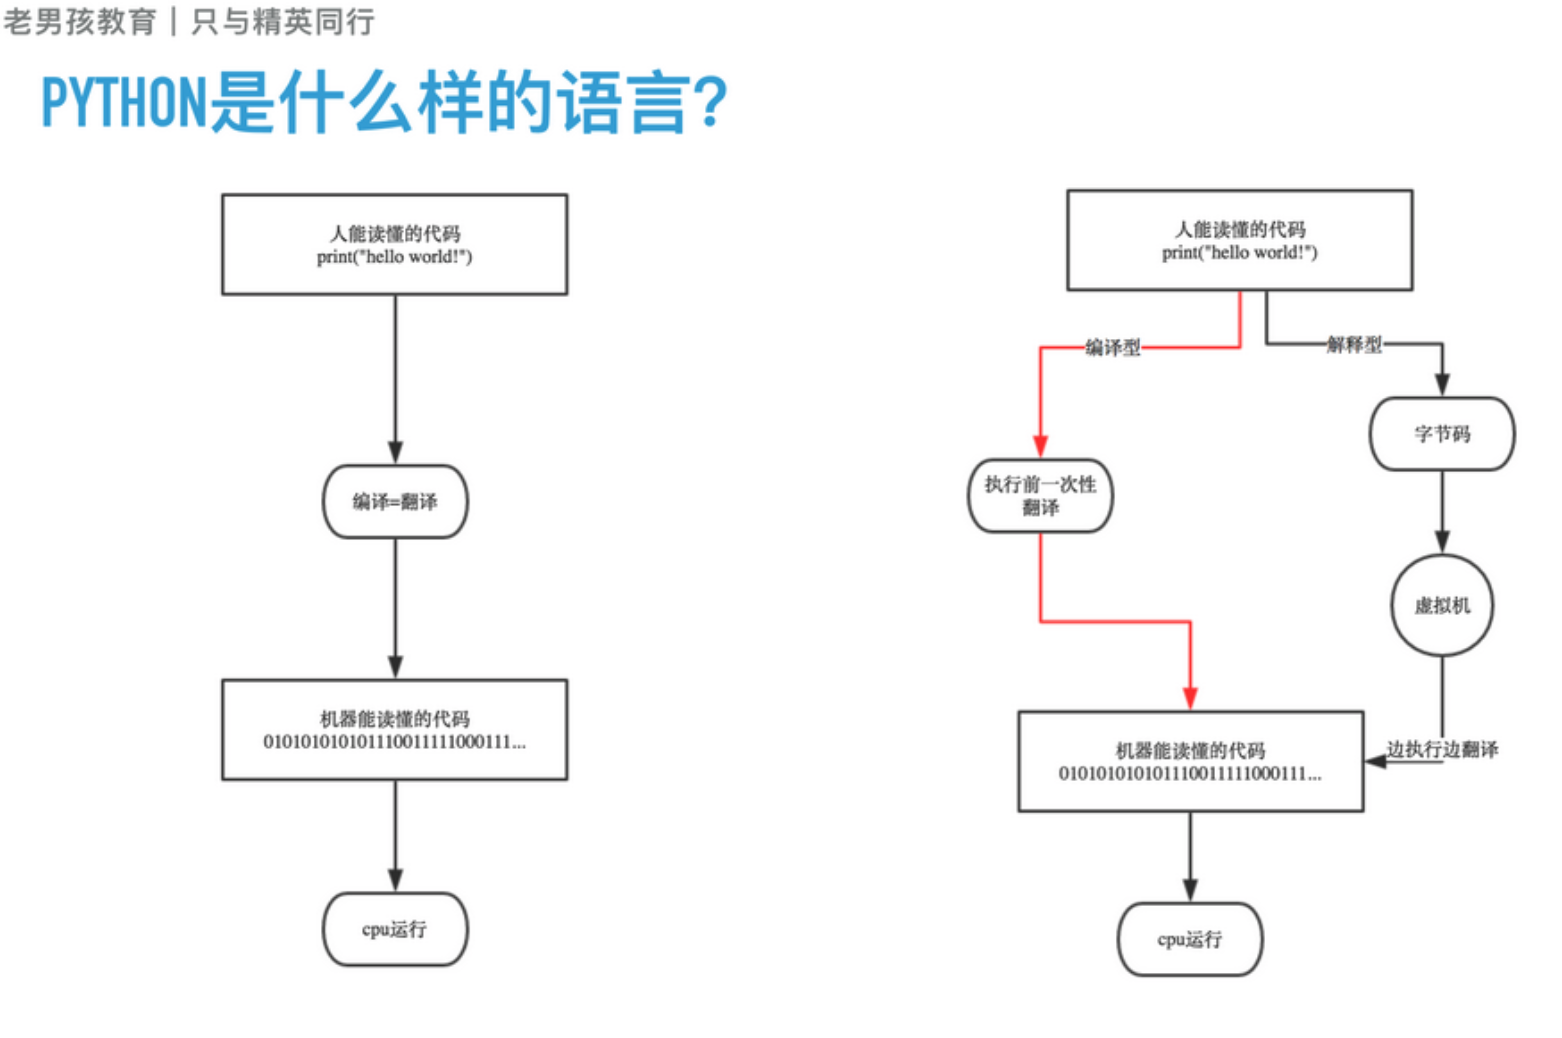 老男孩教育｜只与精英同行
PYTHON是什么样的语言？
人能读懂的代码
print("hello world!")
编译=翻译
机器能读懂的代码
0101010101011100111110001​11...
cpu运行
人能读懂的代码
print("hello world!")
编译型
解释型
字节码
执行前一次性
翻译
虚拟机
边执行边翻译
机器能读懂的代码
010101010101110011111000111...
cpu运行